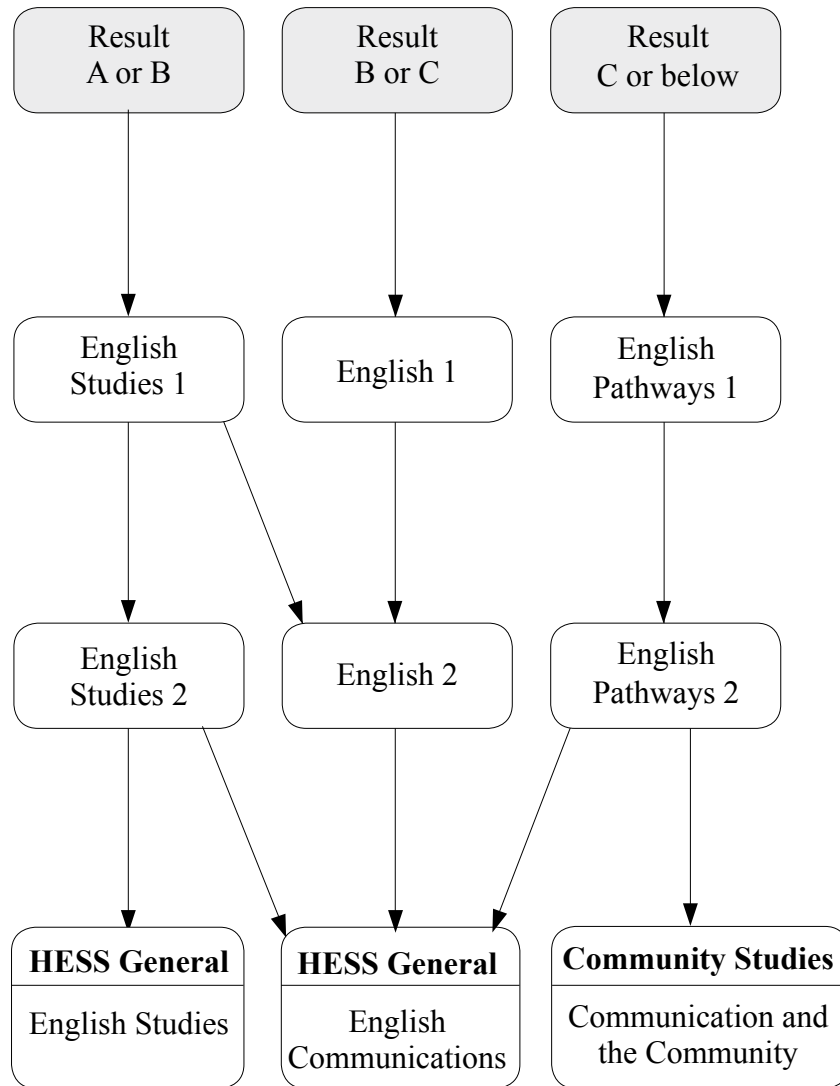 Result
A or B
Result
B or C
Result
C or below
English
Studies 1
English 1
English
Pathways 1
English
Studies 2
English 2
English
Pathways 2
HESS General
English Studies
HESS General
English
Communications
Community Studies
Communication and
the Community